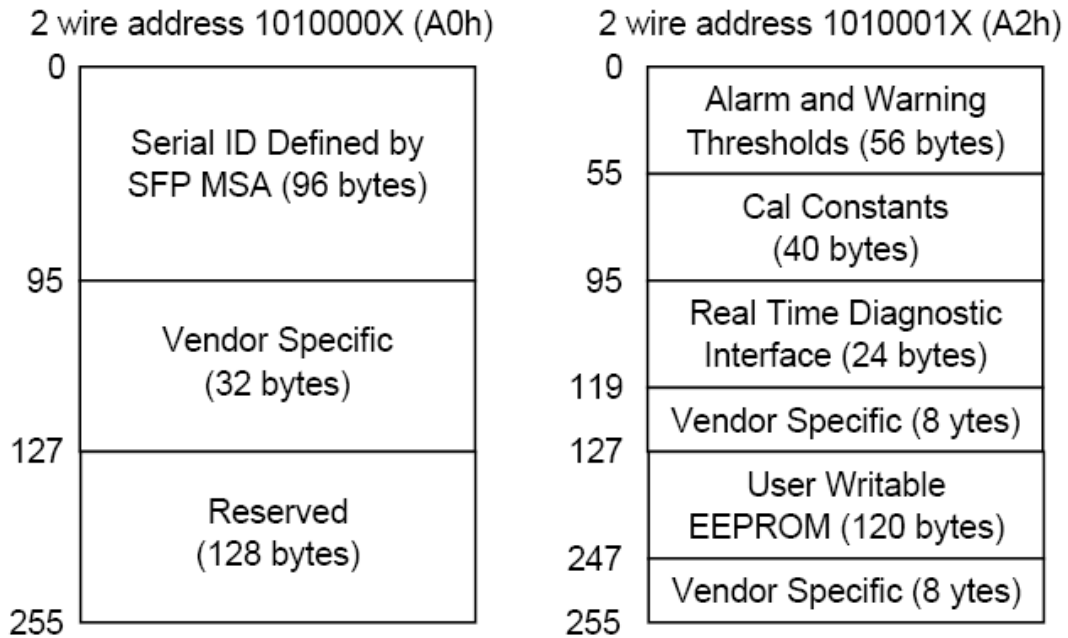 2 wire address 1010000X (A0h)
0
Serial ID Defined by
SFP MSA (96 bytes)
95
Vendor Specific
(32 bytes)
127
Reserved
(128 bytes)
255
2 wire address 1010001X (A2h)
0
Alarm and Warning
Thresholds (56 bytes)
55
Cal Constants
(40 bytes)
95
Real Time Diagnostic
Interface (24 bytes)
119
Vendor Specific (8 ytes)
127
User Writable
EEPROM (120 bytes)
247
Vendor Specific (8 ytes)
255